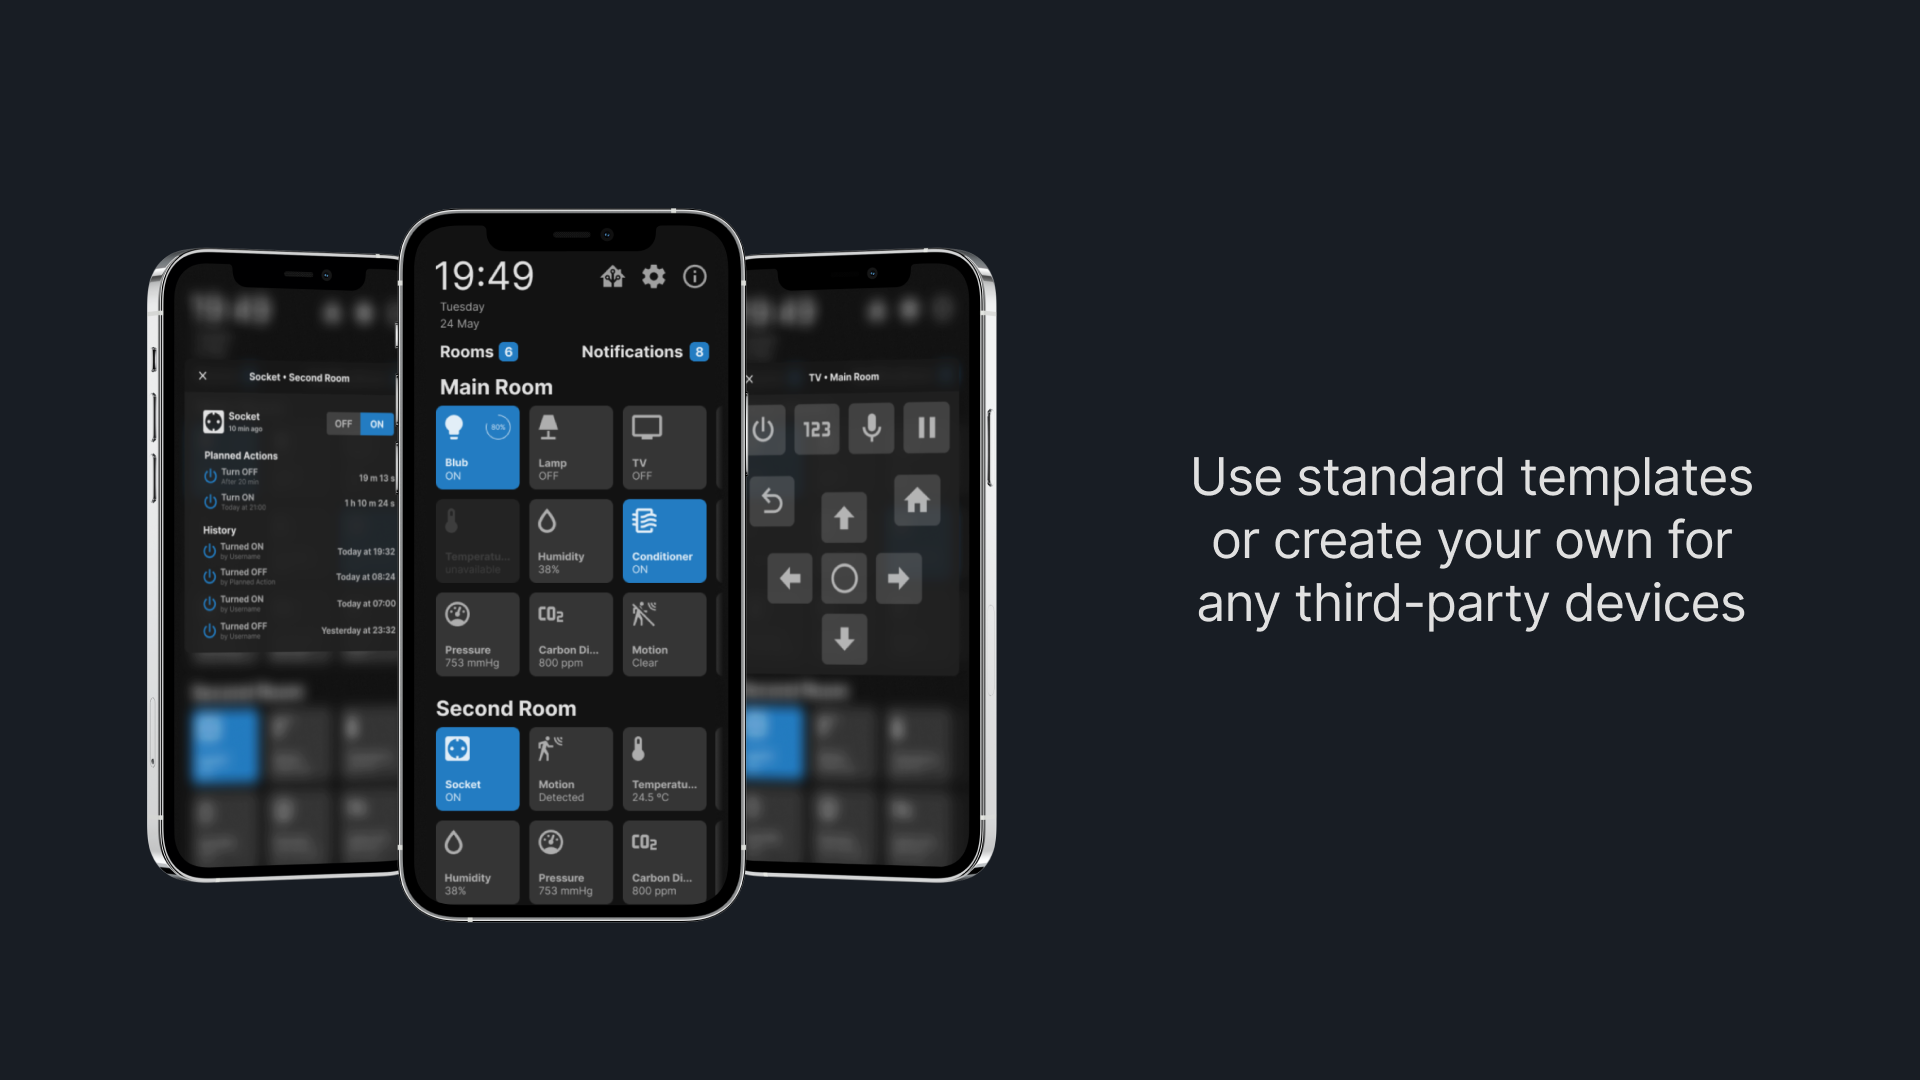 Socket • Second Room
Socket
10 min ago
OFF
ON
Planned Actions
Turn OFF
After 20 min
19 m 13 s
Turn ON
Today at 21:00
1 h 10 m 24 s
History
Turned ON
by Username
Today at 19:32
Turned OFF
by Planned Action
Today at 08:24
Turned ON
by Username
Today at 07:00
Turned OFF
by Username
Yesterday at 23:32
19:49
Tuesday
24 May
Rooms 6
Notifications 8
Main Room
80%
Blub
ON
Lamp
OFF
TV
OFF
Temperatu...
unavailable
Humidity
38%
Conditioner
ON
Pressure
753 mmHg
CO2
Carbon Di...
800 ppm
Motion
Clear
Second Room
Socket
ON
Motion
Detected
Temperatu...
24.5 ºC
Humidity
38%
Pressure
753 mmHg
CO2
Carbon Di...
800 ppm
TV • Main Room
123
Use standard templates
or create your own for
any third-party devices